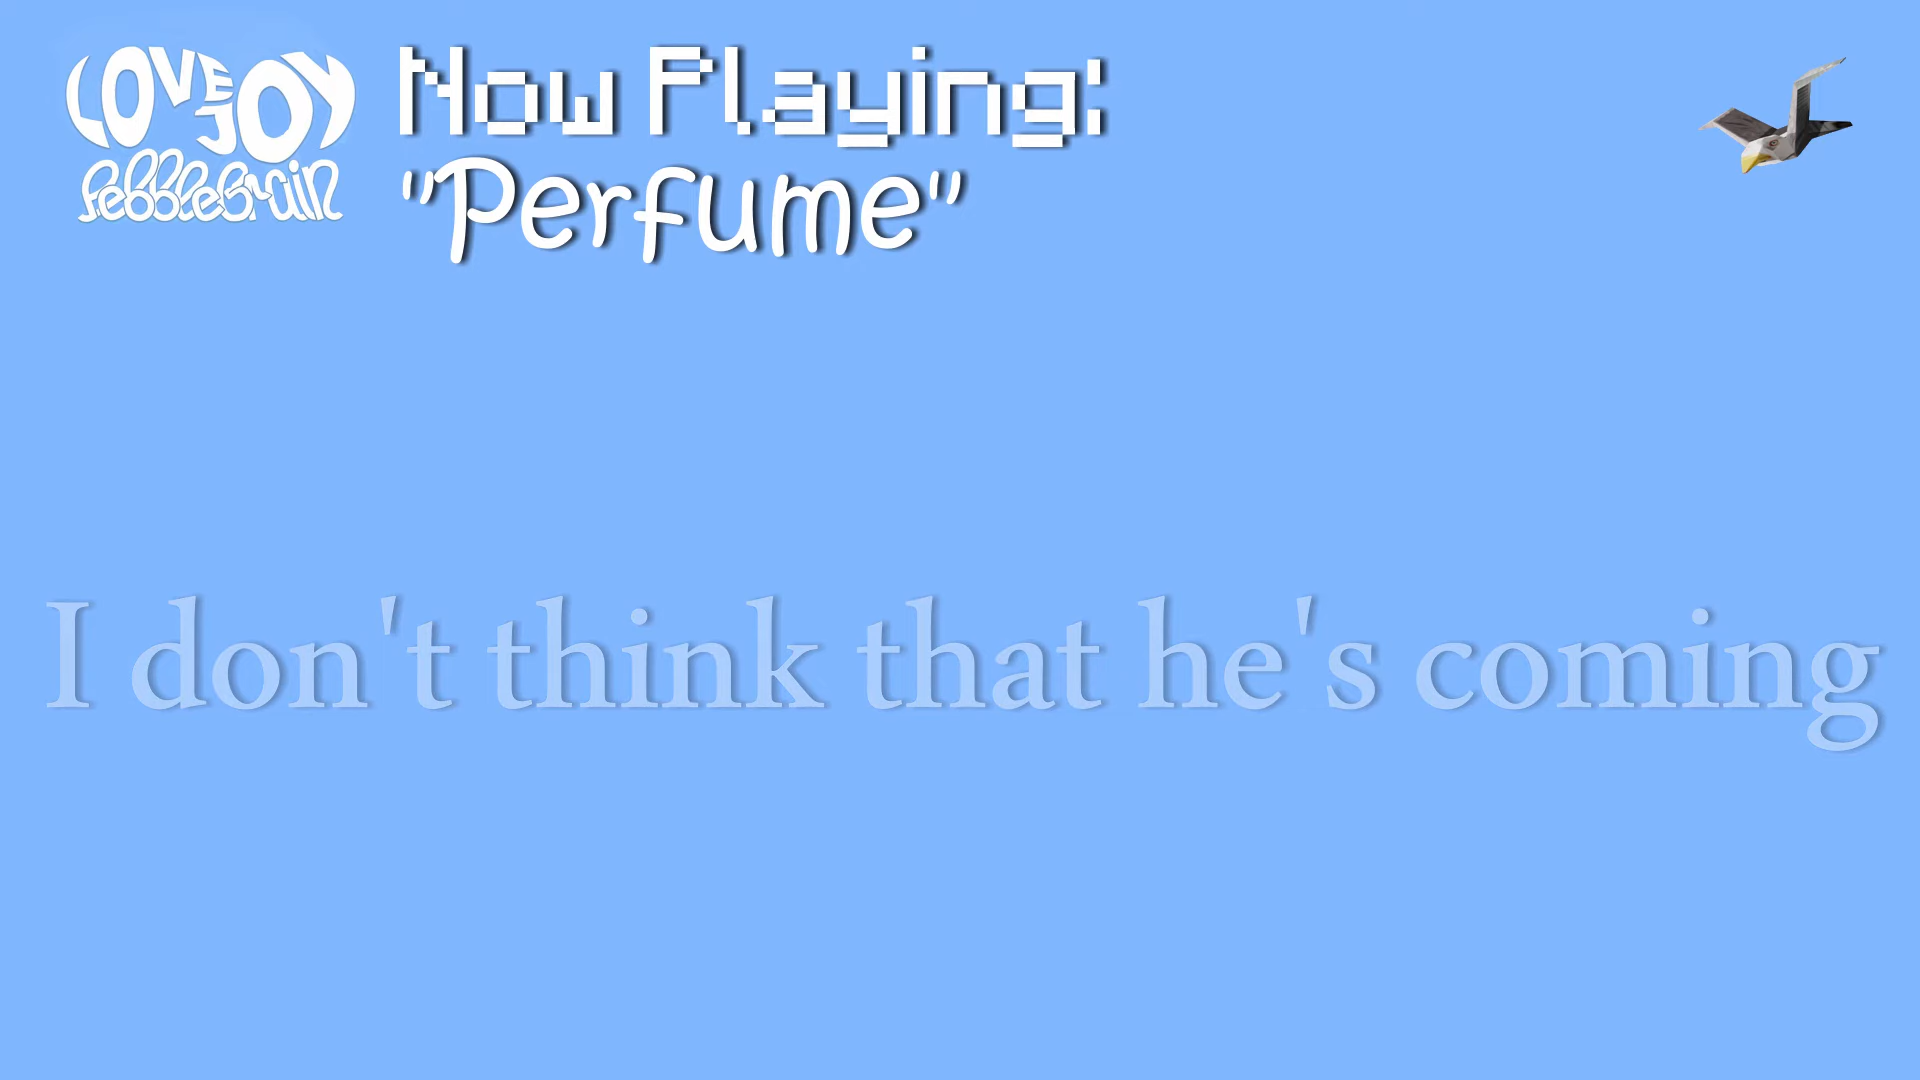 LOVEJOY
PebbleBrain
Now Playing:
"Perfume"
I don't think that he's coming